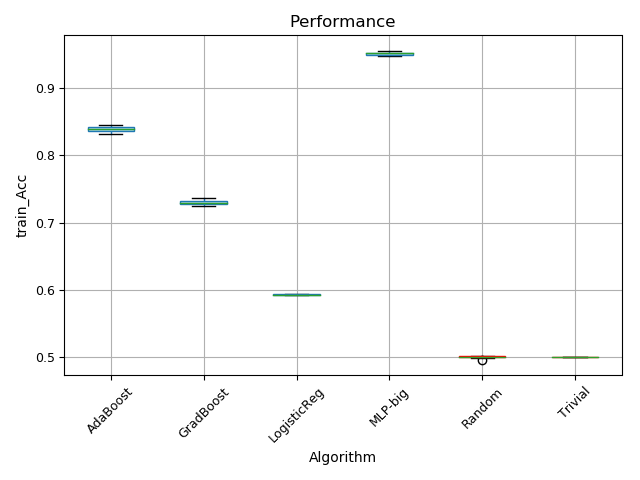 Performance
train_Acc
0.9
0.8
0.7
0.6
0.5
AdaBoost
GradBoost
LogisticReg
MLP-big
Random
Trivial
Algorithm